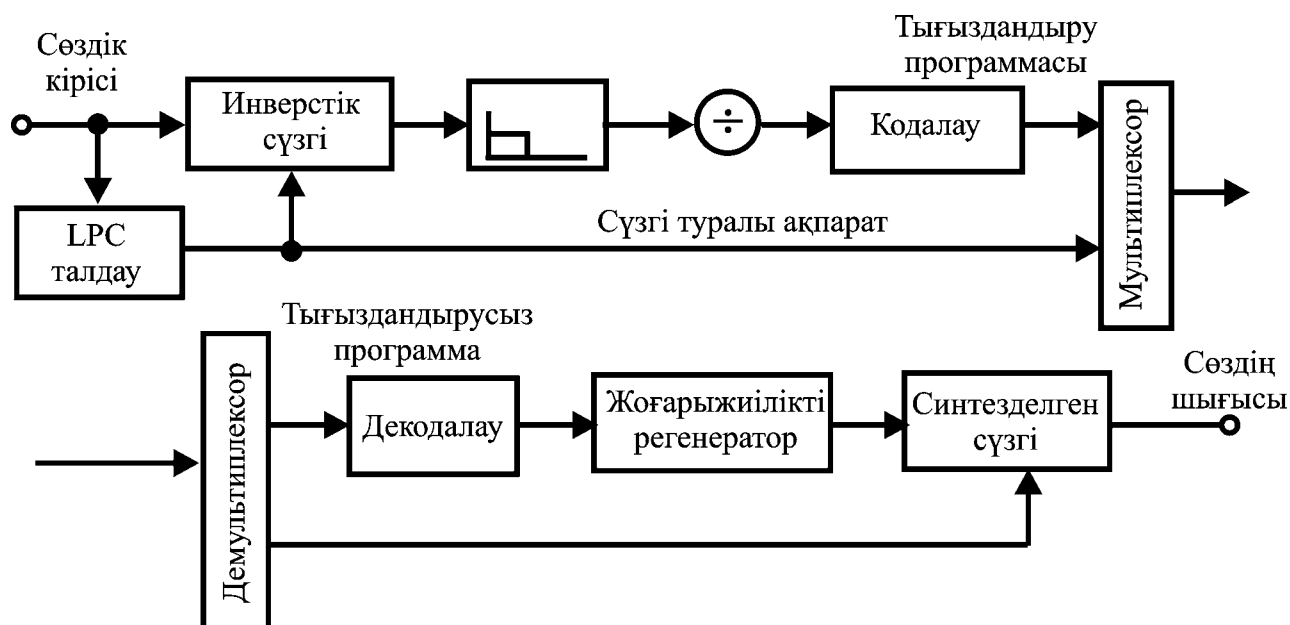 Сөздік
кірісі
Инверстік
сүзгі
÷
Тығыздандыру
программасы
Кодалау
Мультиплексор
LPC
талдау
Сүзгі туралы ақпарат
Демультиплексор
Тығыздандырусыз
программа
Декодалау
Жоғарыжиілікті
регенератор
Синтезделген
сүзгі
Сөздің
шығысы